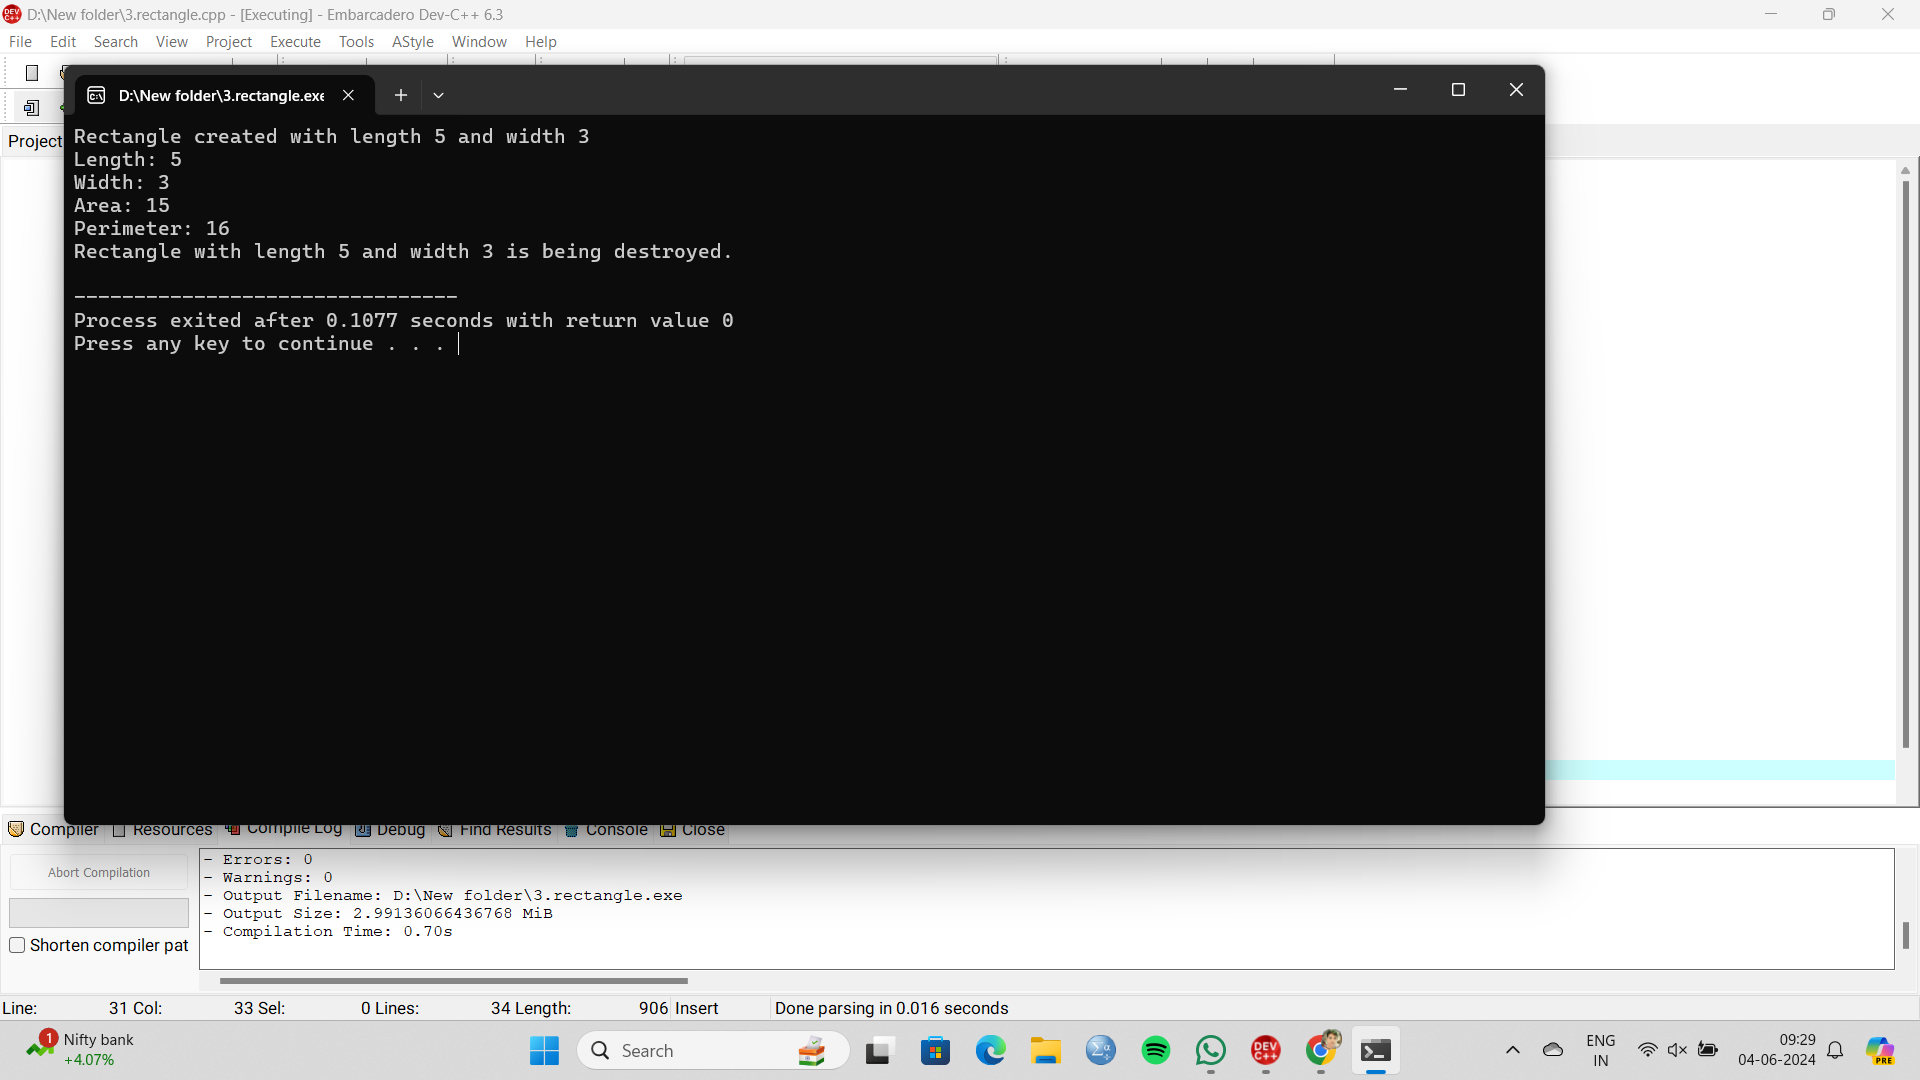 D:\New folder\3.rectangle.cpp - [Executing] - Embarcadero Dev-C++ 6.3
File Edit Search View Project Execute Tools AStyle Window Help
D:\New folder\3.rectangle.exe
Project
Rectangle created with length 5 and width 3
Length: 5
Width: 3
Area: 15
Perimeter: 16
Rectangle with length 5 and width 3 is being destroyed.
--------------------------------
Process exited after 0.1077 seconds with return value 0
Press any key to continue . . .
Compiler Resources Compile Log Debug Find Results Console Close
Abort Compilation
Shorten compiler pat
- Errors: 0
- Warnings: 0
- Output Filename: D:\New folder\3.rectangle.exe
- Output Size: 2.99136066436768 MiB
- Compilation Time: 0.70s
Line: 31 Col: 33 Sel: 0 Lines: 34 Length: 906 Insert Done parsing in 0.016 seconds
1 Nifty bank
+4.07%
Search
DEV C++
ENG
IN
09:29
04-06-2024
PRE